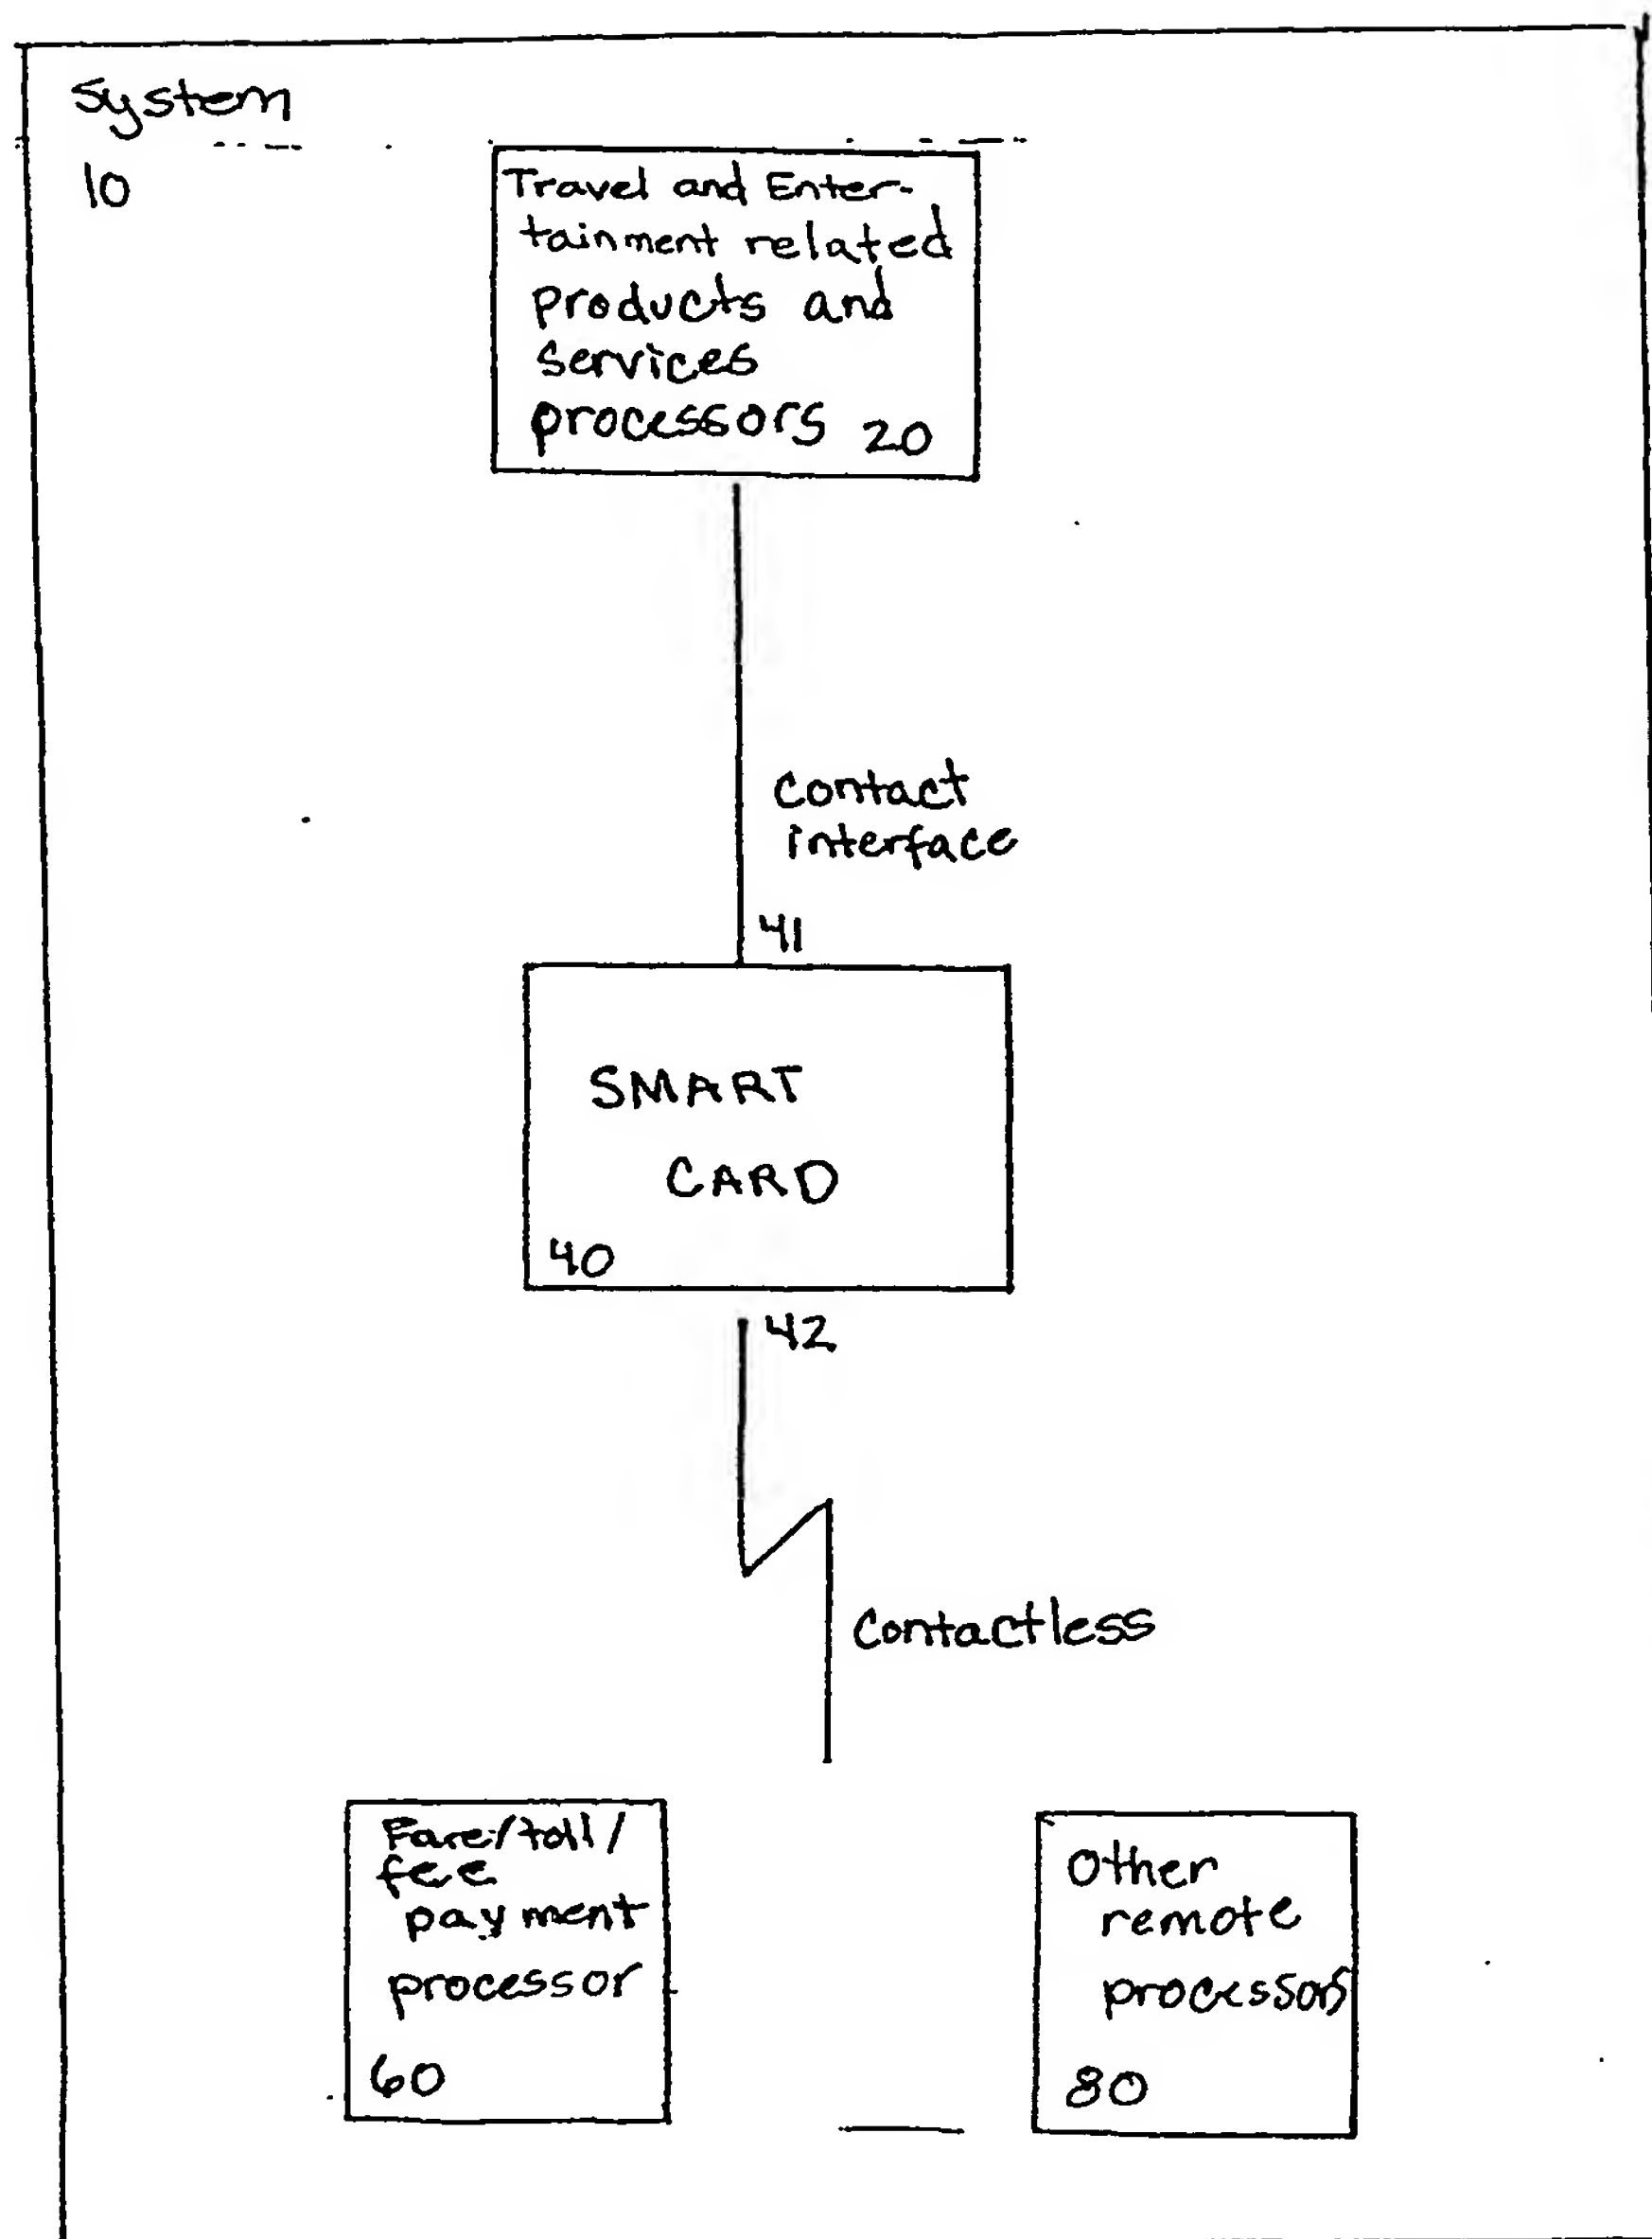 System
10
Travel and Enter-
tainment related
products and
services
processors 20
Contact
interface
41
SMART
CARD
40
42
Contactless
Fare/toll/
fee
payment
processor
60
Other
remote
processors
80